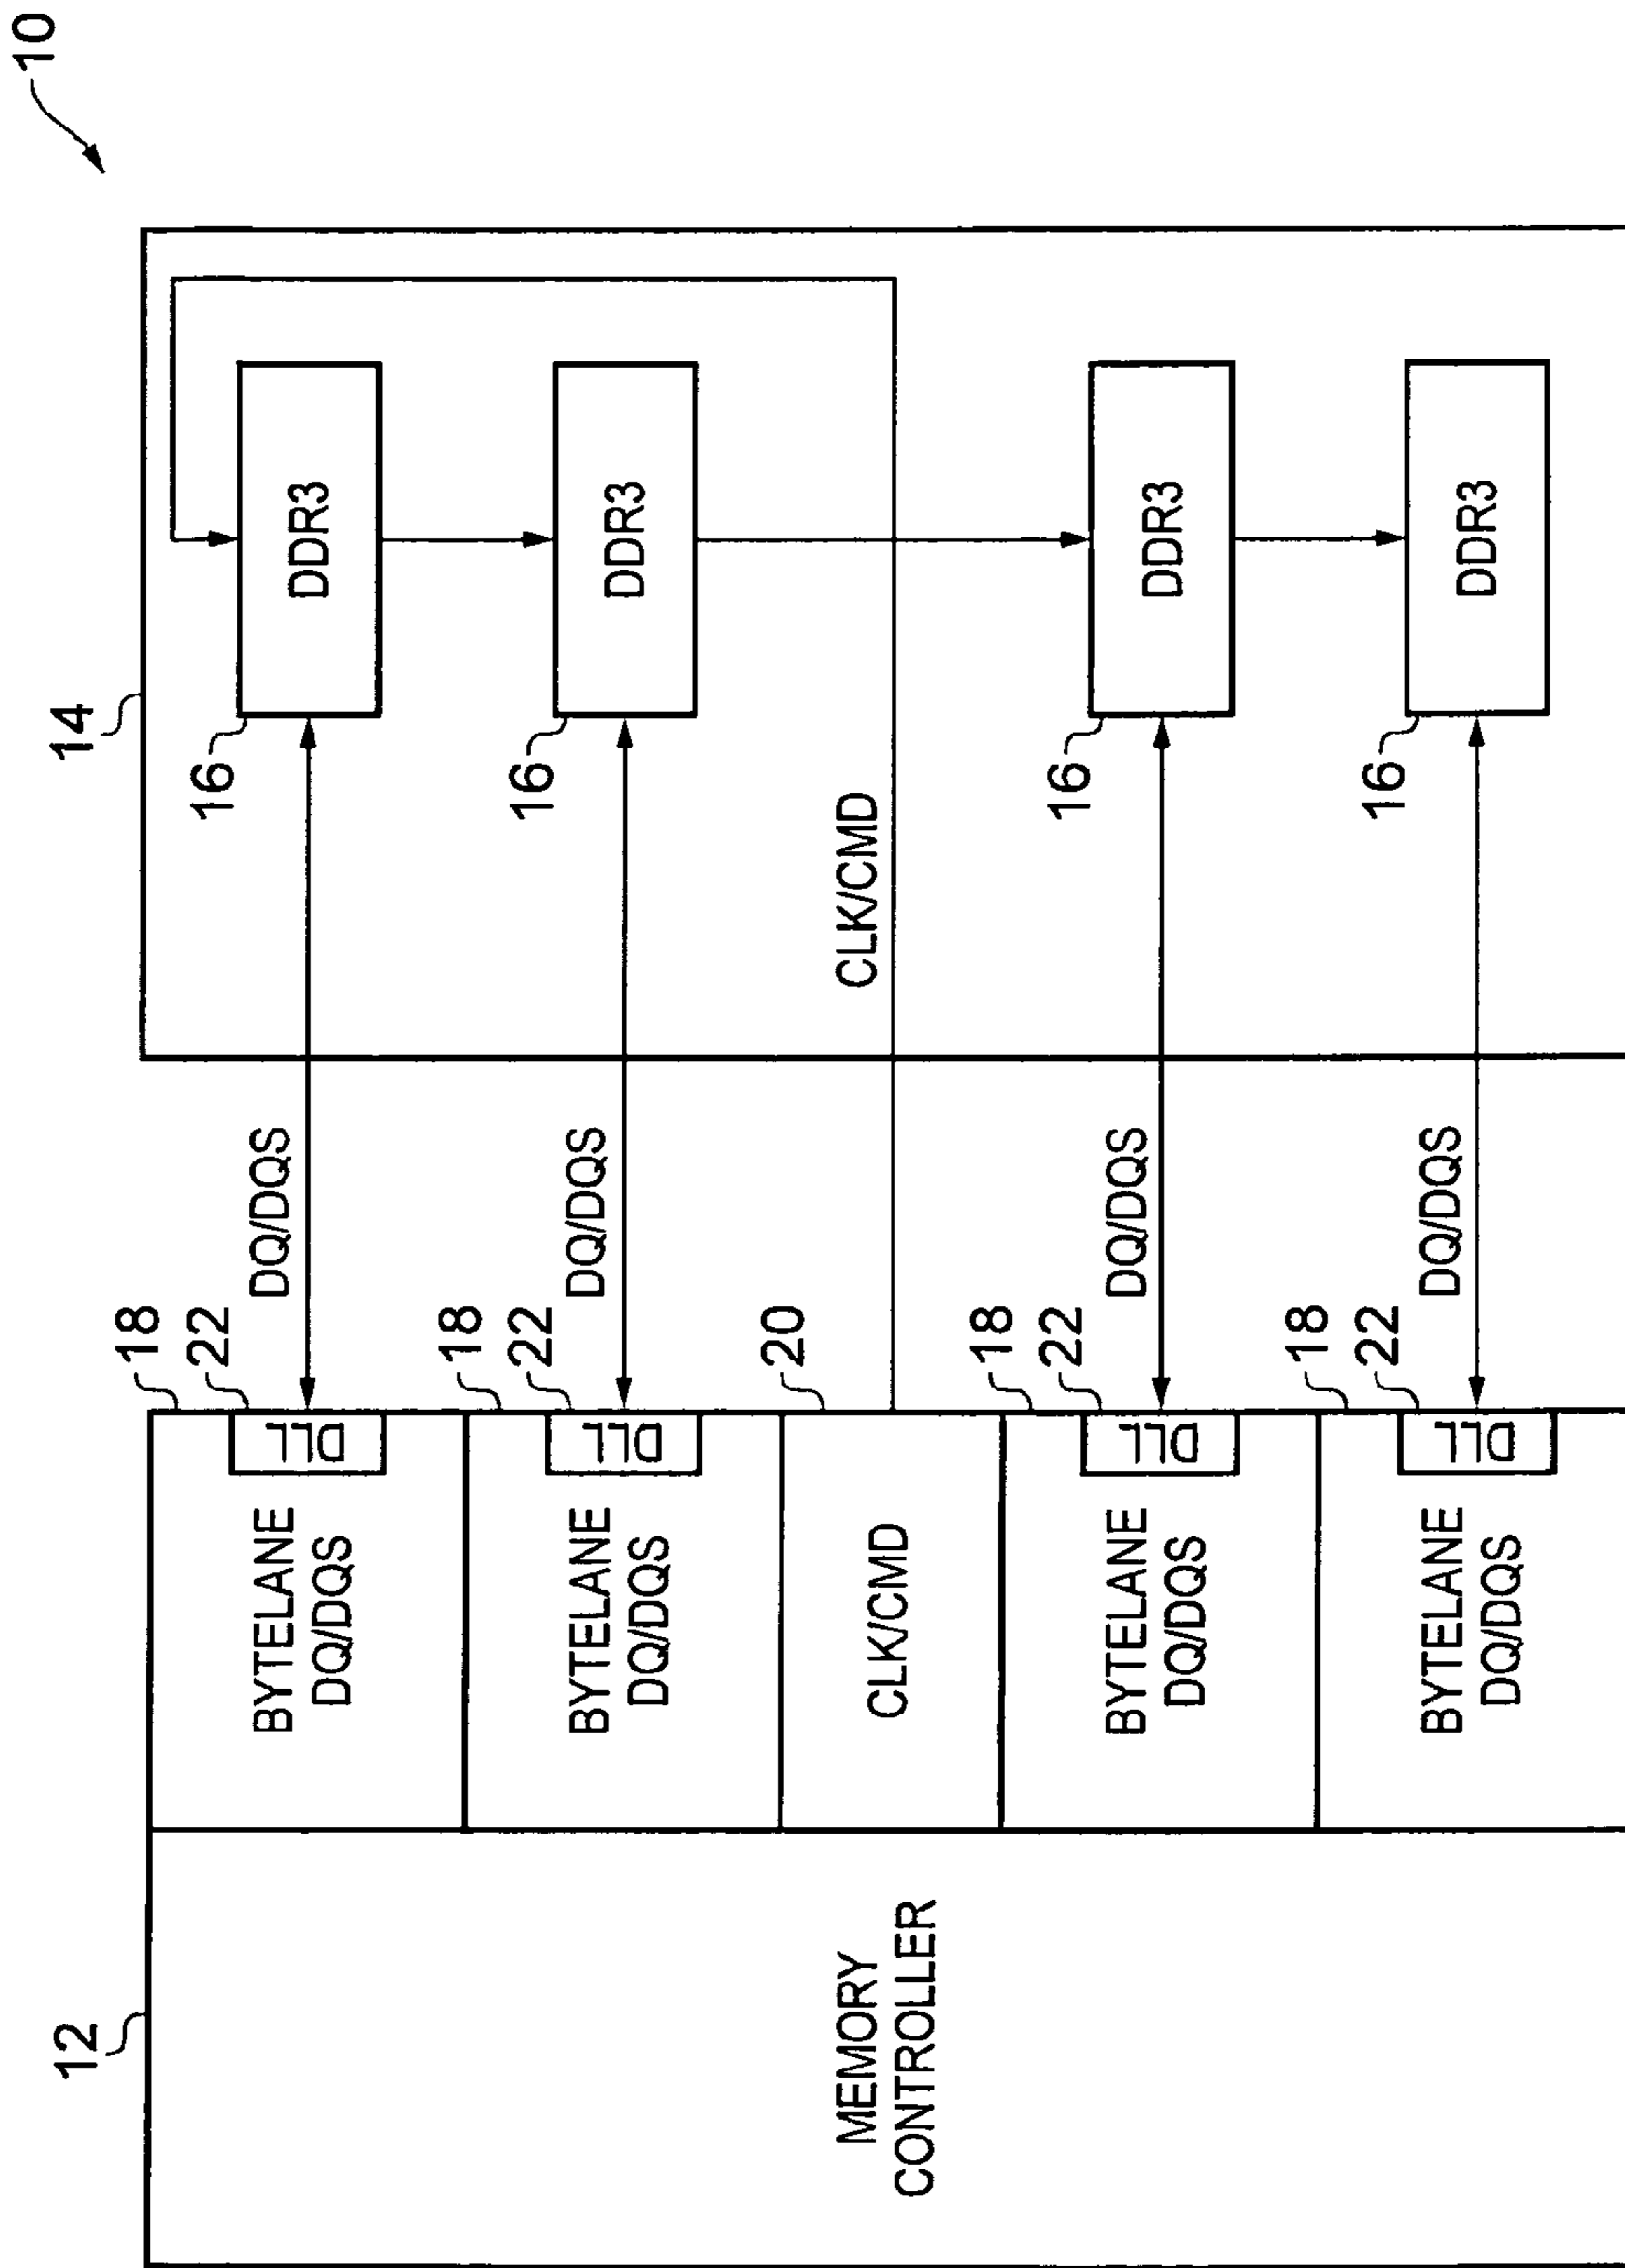 10
14
16
DDR3
16
DDR3
CLK/CMD
16
DDR3
16
DDR3
DQ/DQS
DQ/DQS
DQ/DQS
DQ/DQS
18
22
18
22
20
18
22
18
22
DLL
BYTELANE
DQ/DQS
DLL
BYTELANE
DQ/DQS
CLK/CMD
DLL
BYTELANE
DQ/DQS
DLL
BYTELANE
DQ/DQS
12
MEMORY
CONTROLLER